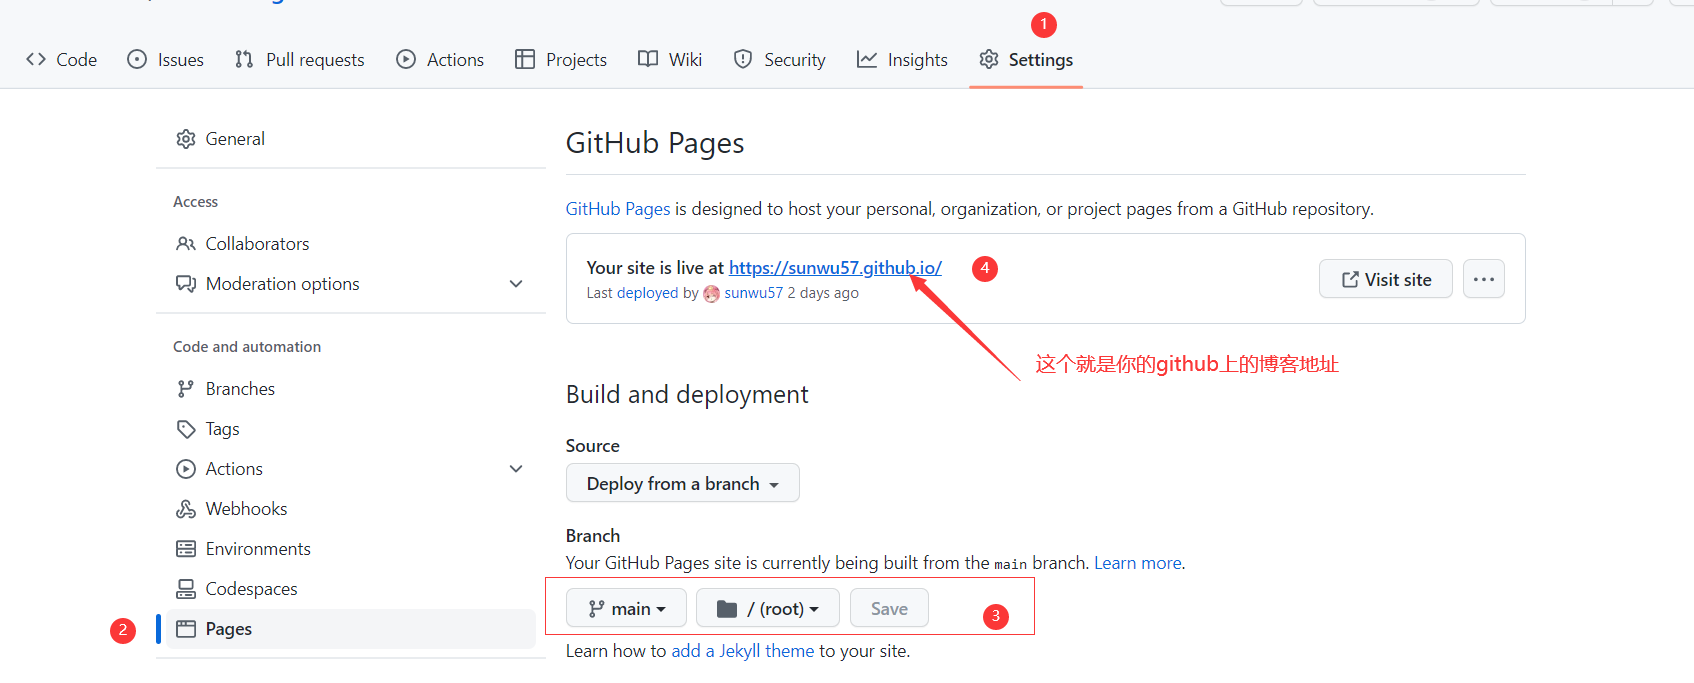 1
Code Issues Pull requests Actions Projects Wiki Security Insights Settings
General
Access
Collaborators
Moderation options
Code and automation
Branches
Tags
Actions
Webhooks
Environments
Codespaces
2 Pages
GitHub Pages
GitHub Pages is designed to host your personal, organization, or project pages from a GitHub repository.
Your site is live at https://sunwu57.github.io/ 4
Last deployed by sunwu57 2 days ago
Visit site
这个就是你的github上的博客地址
Build and deployment
Source
Deploy from a branch
Branch
Your GitHub Pages site is currently being built from the main branch. Learn more.
main / (root) Save 3
Learn how to add a Jekyll theme to your site.